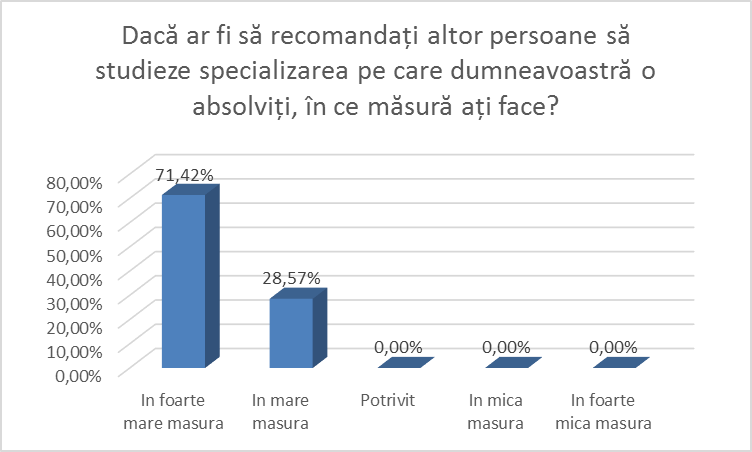 Dacă ar fi să recomandați altor persoane să
studieze specializarea pe care dumneavoastră o
absolviți, în ce măsură ați face?
80,00%
70,00%
60,00%
50,00%
40,00%
30,00%
20,00%
10,00%
0,00%
71,42%
28,57%
0,00%
0,00%
0,00%
In foarte
mare masura
In mare
masura
Potrivit
In mica
masura
In foarte
mica masura